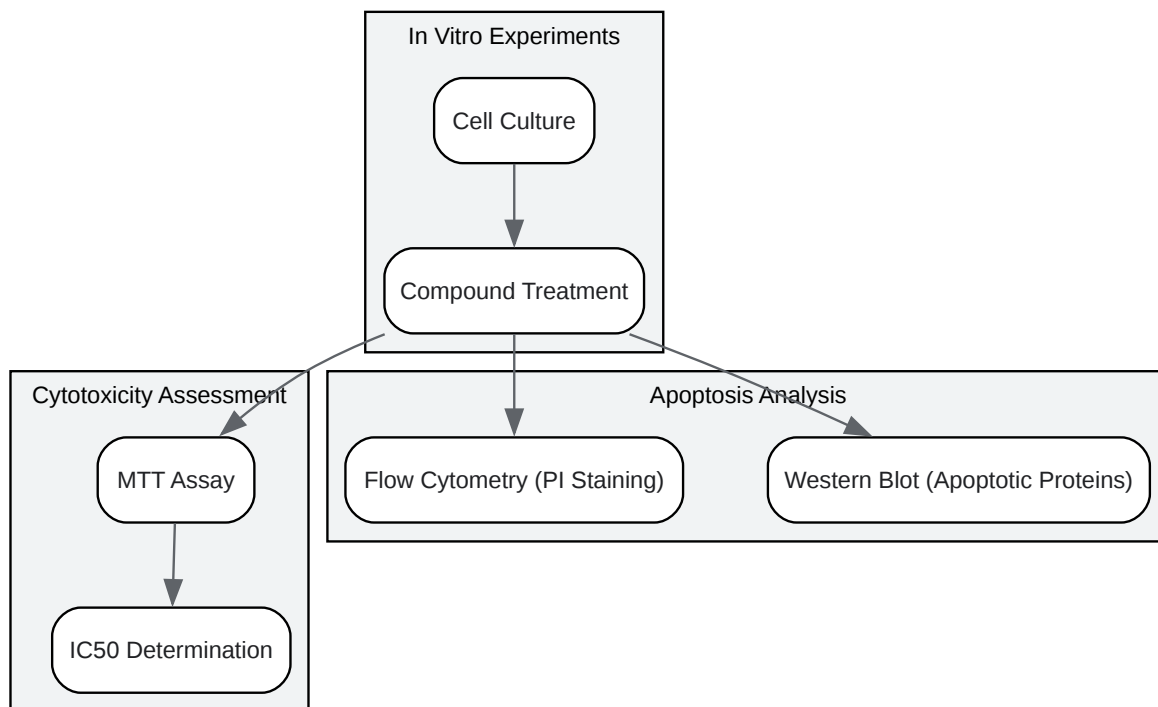 In Vitro Experiments
Cell Culture
Compound Treatment
Cytotoxicity Assessment
MTT Assay
IC50 Determination
Apoptosis Analysis
Flow Cytometry (PI Staining)
Western Blot (Apoptotic Proteins)